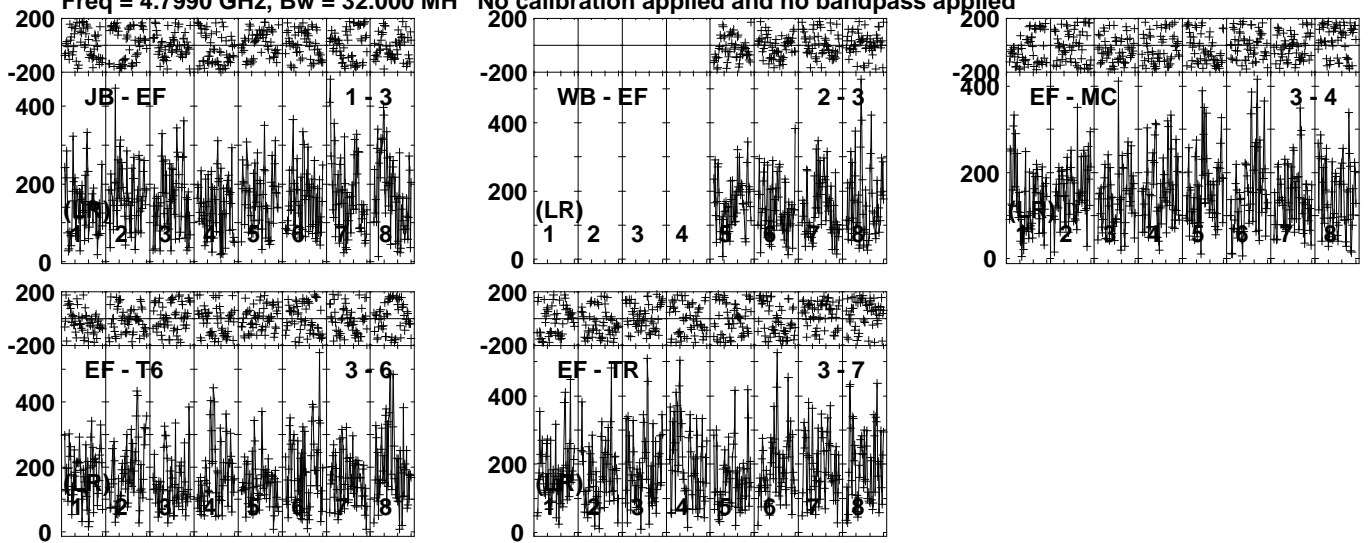 Freq = 4.7990 GHz, Bw = 32.000 MH No calibration applied and no bandpass applied
200
-200
JB - EF 1 - 3
400
200
(LR)
1 2 3 4 5 6 7 8
0
200
-200
WB - EF 2 - 3
400
200
(LR)
1 2 3 4 5 6 7 8
0
-200
400
EF - MC 3 - 4
200
(LR)
1 2 3 4 5 6 7 8
0
200
-200
EF - T6 3 - 6
400
200
(LR)
1 2 3 4 5 6 7 8
0
200
-200
EF - TR 3 - 7
400
200
(LR)
1 2 3 4 5 6 7 8
0